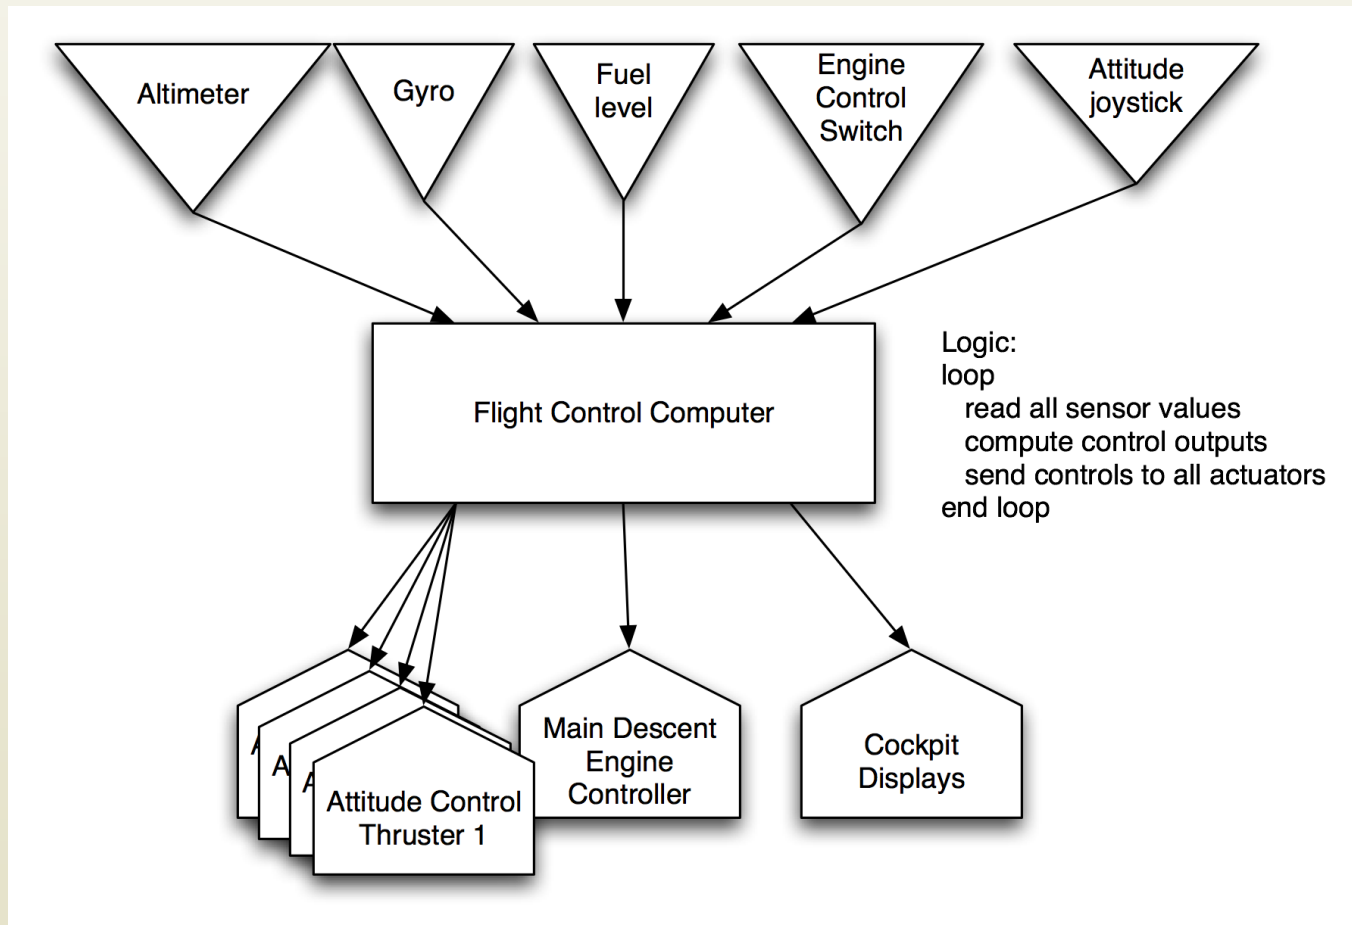 Altimeter
Gyro
Fuel
level
Engine
Control
Switch
Attitude
joystick
Flight Control Computer
Logic:
loop
read all sensor values
compute control outputs
send controls to all actuators
end loop
A
A
A
Attitude Control
Thruster 1
Main Descent
Engine
Controller
Cockpit
Displays